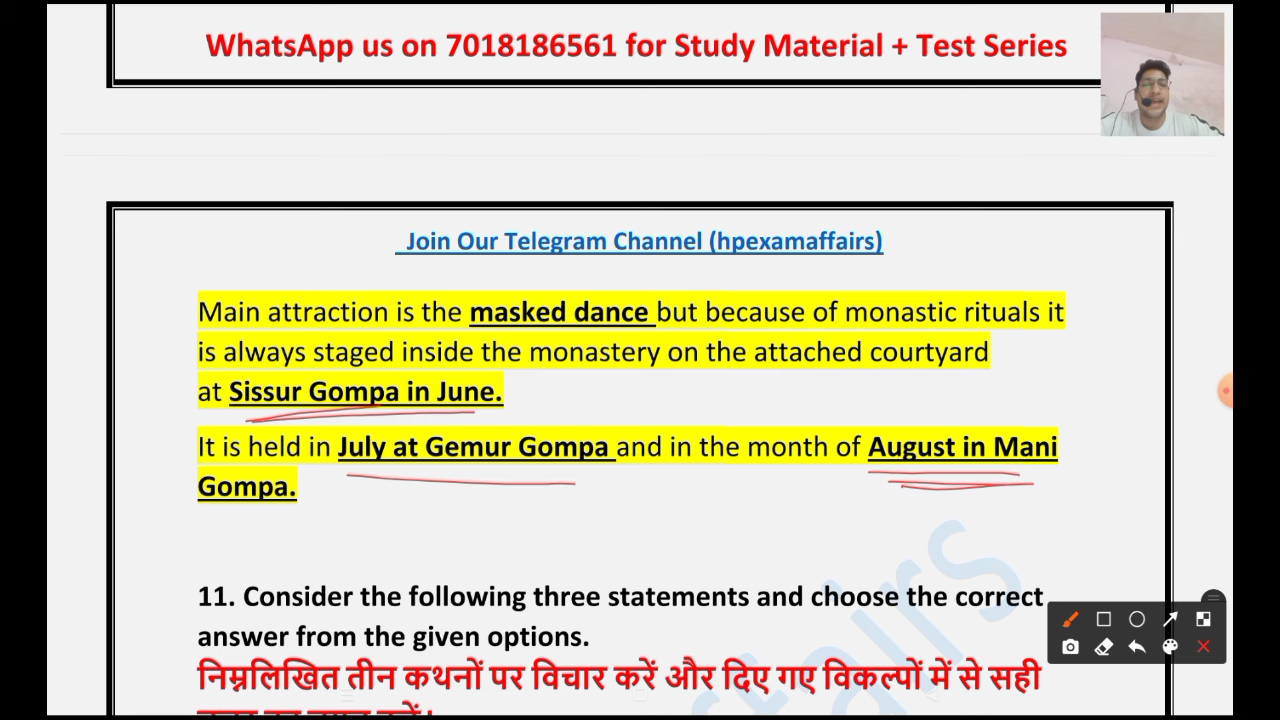 WhatsApp us on 7018186561 for Study Material + Test Series
Join Our Telegram Channel (hpexamaffairs)
Main attraction is the masked dance but because of monastic rituals it
is always staged inside the monastery on the attached courtyard
at Sissur Gompa in June.
It is held in July at Gemur Gompa and in the month of August in Mani
Gompa.
11. Consider the following three statements and choose the correct
answer from the given options.
निम्नलिखित तीन कथनों पर विचार करें और दिए गए विकल्पों में से सही